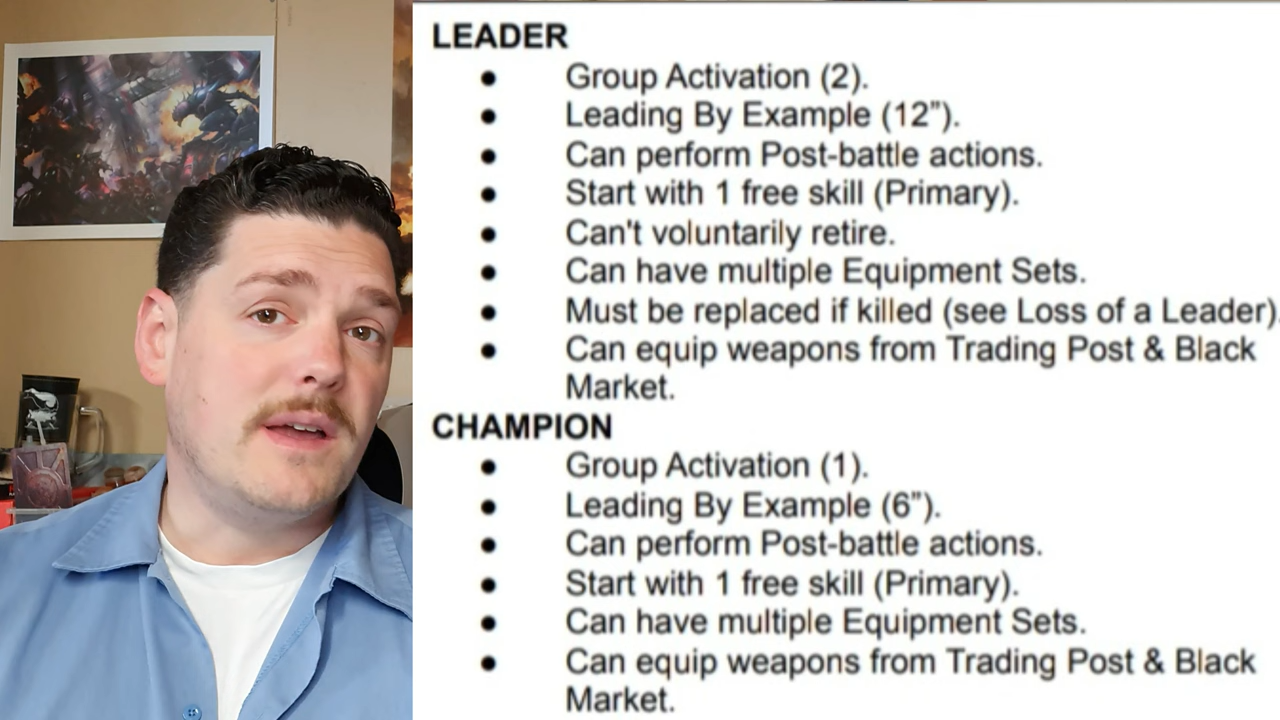 LEADER
● Group Activation (2).
● Leading By Example (12”).
● Can perform Post-battle actions.
● Start with 1 free skill (Primary).
● Can't voluntarily retire.
● Can have multiple Equipment Sets.
● Must be replaced if killed (see Loss of a Leader).
● Can equip weapons from Trading Post & Black
Market.
CHAMPION
● Group Activation (1).
● Leading By Example (6”).
● Can perform Post-battle actions.
● Start with 1 free skill (Primary).
● Can have multiple Equipment Sets.
● Can equip weapons from Trading Post & Black
Market.